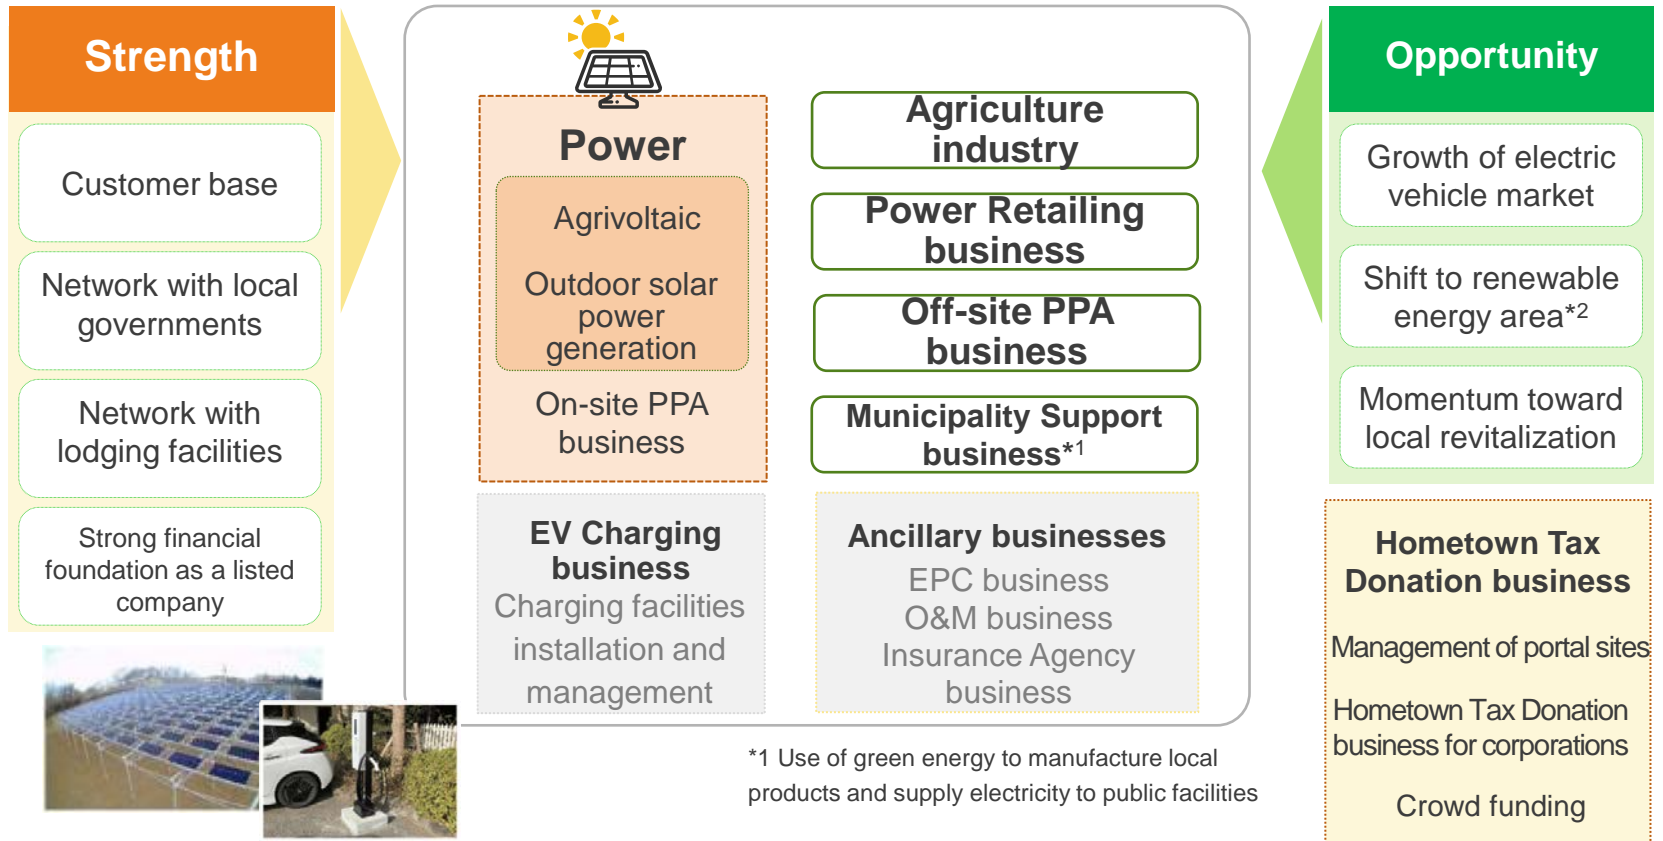 Strength
Customer base
Network with local
governments
Network with
lodging facilities
Strong financial
foundation as a listed
company
Power
Agrivoltaic
Outdoor solar
power
generation
On-site PPA
business
EV Charging
business
Charging facilities
installation and
management
Agriculture
industry
Power Retailing
business
Off-site PPA
business
Municipality Support
business*1
Ancillary businesses
EPC business
O&M business
Insurance Agency
business
*1 Use of green energy to manufacture local
products and supply electricity to public facilities
Opportunity
Growth of electric
vehicle market
Shift to renewable
energy area*2
Momentum toward
local revitalization
Hometown Tax
Donation business
Management of portal sites
Hometown Tax Donation
business for corporations
Crowd funding